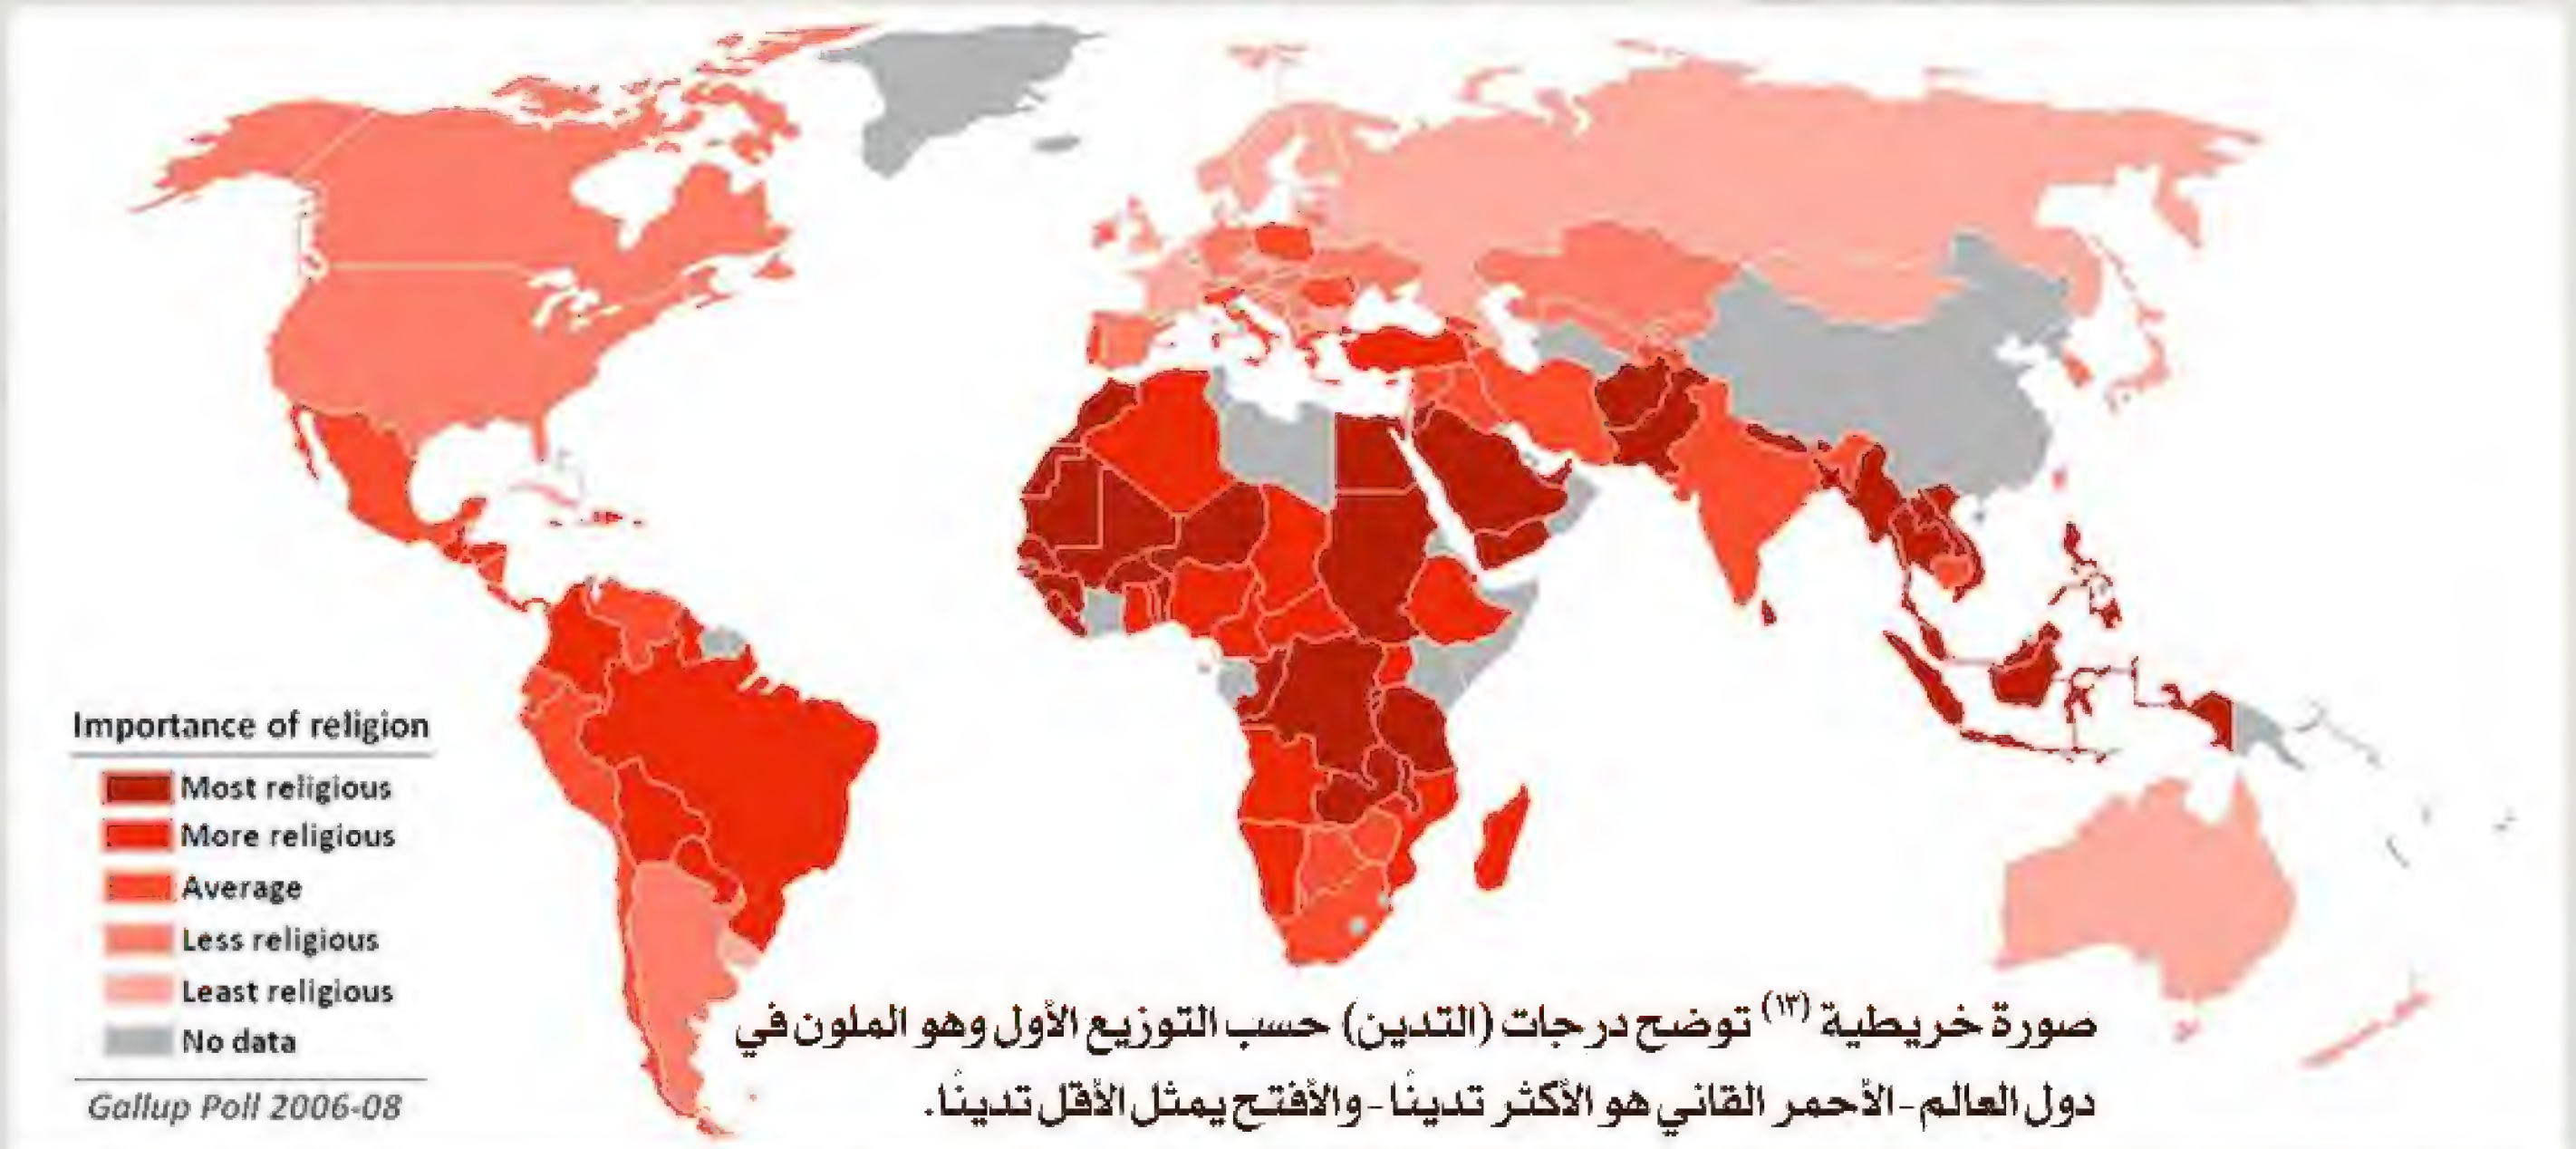 Importance of religion
Most religious
More religious
Average
Less religious
Least religious
No data
Gallup Poll 2006-08
صورة خريطية (١٣) توضح درجات (التدين) حسب التوزيع الأول وهو الملون في
دول العالم - الأحمر القاني هو الأكثر تدينًا - والأفتح يمثل الأقل تدينًا.